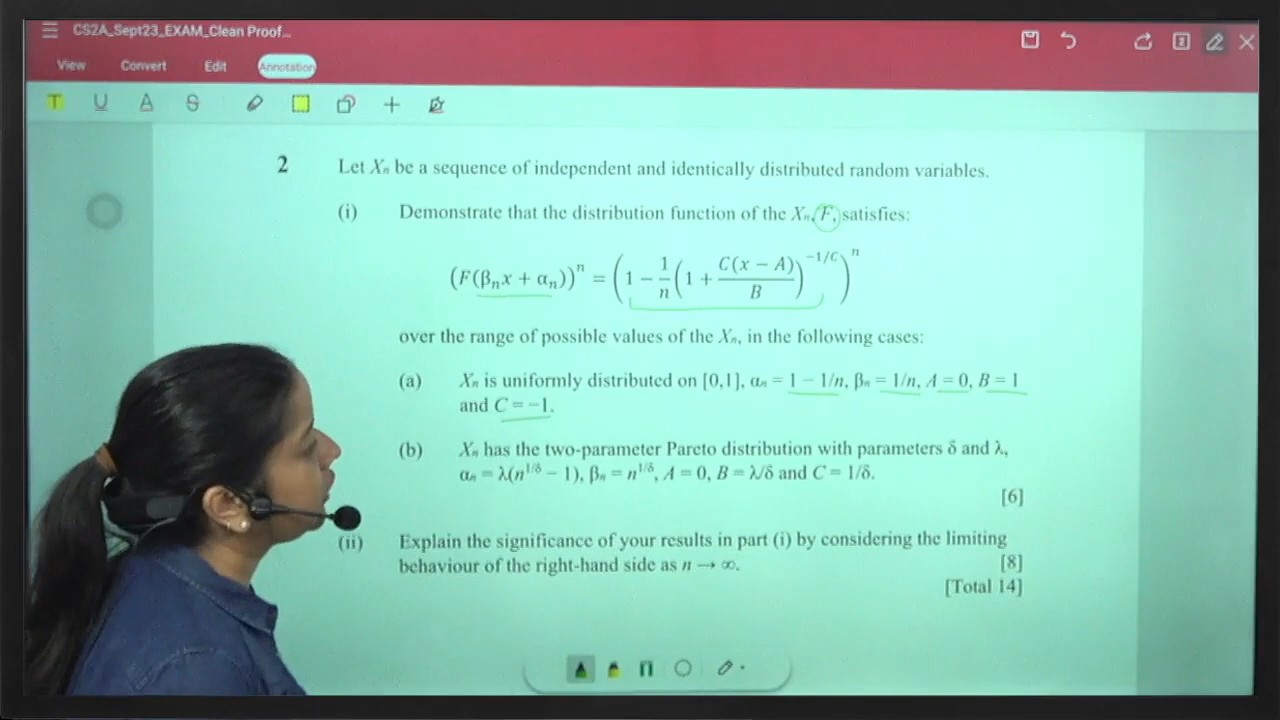 CS2A_Sept23_EXAM_Clean Proof...
View Convert Edit Annotation
T U A S
2 Let Xₙ be a sequence of independent and identically distributed random variables.
(i) Demonstrate that the distribution function of the Xₙ, F, satisfies:
(F(βₙx + αₙ))ⁿ = (1 − 1/n (1 + C(x − A)/B)^(−1/C))ⁿ
over the range of possible values of the Xₙ, in the following cases:
(a) Xₙ is uniformly distributed on [0,1], αₙ = 1 − 1/n, βₙ = 1/n, A = 0, B = 1
and C = −1.
(b) Xₙ has the two-parameter Pareto distribution with parameters δ and λ,
αₙ = λ(n^(1/δ) − 1), βₙ = n^(1/δ), A = 0, B = λ/δ and C = 1/δ.
[6]
(ii) Explain the significance of your results in part (i) by considering the limiting
behaviour of the right-hand side as n → ∞. [8]
[Total 14]